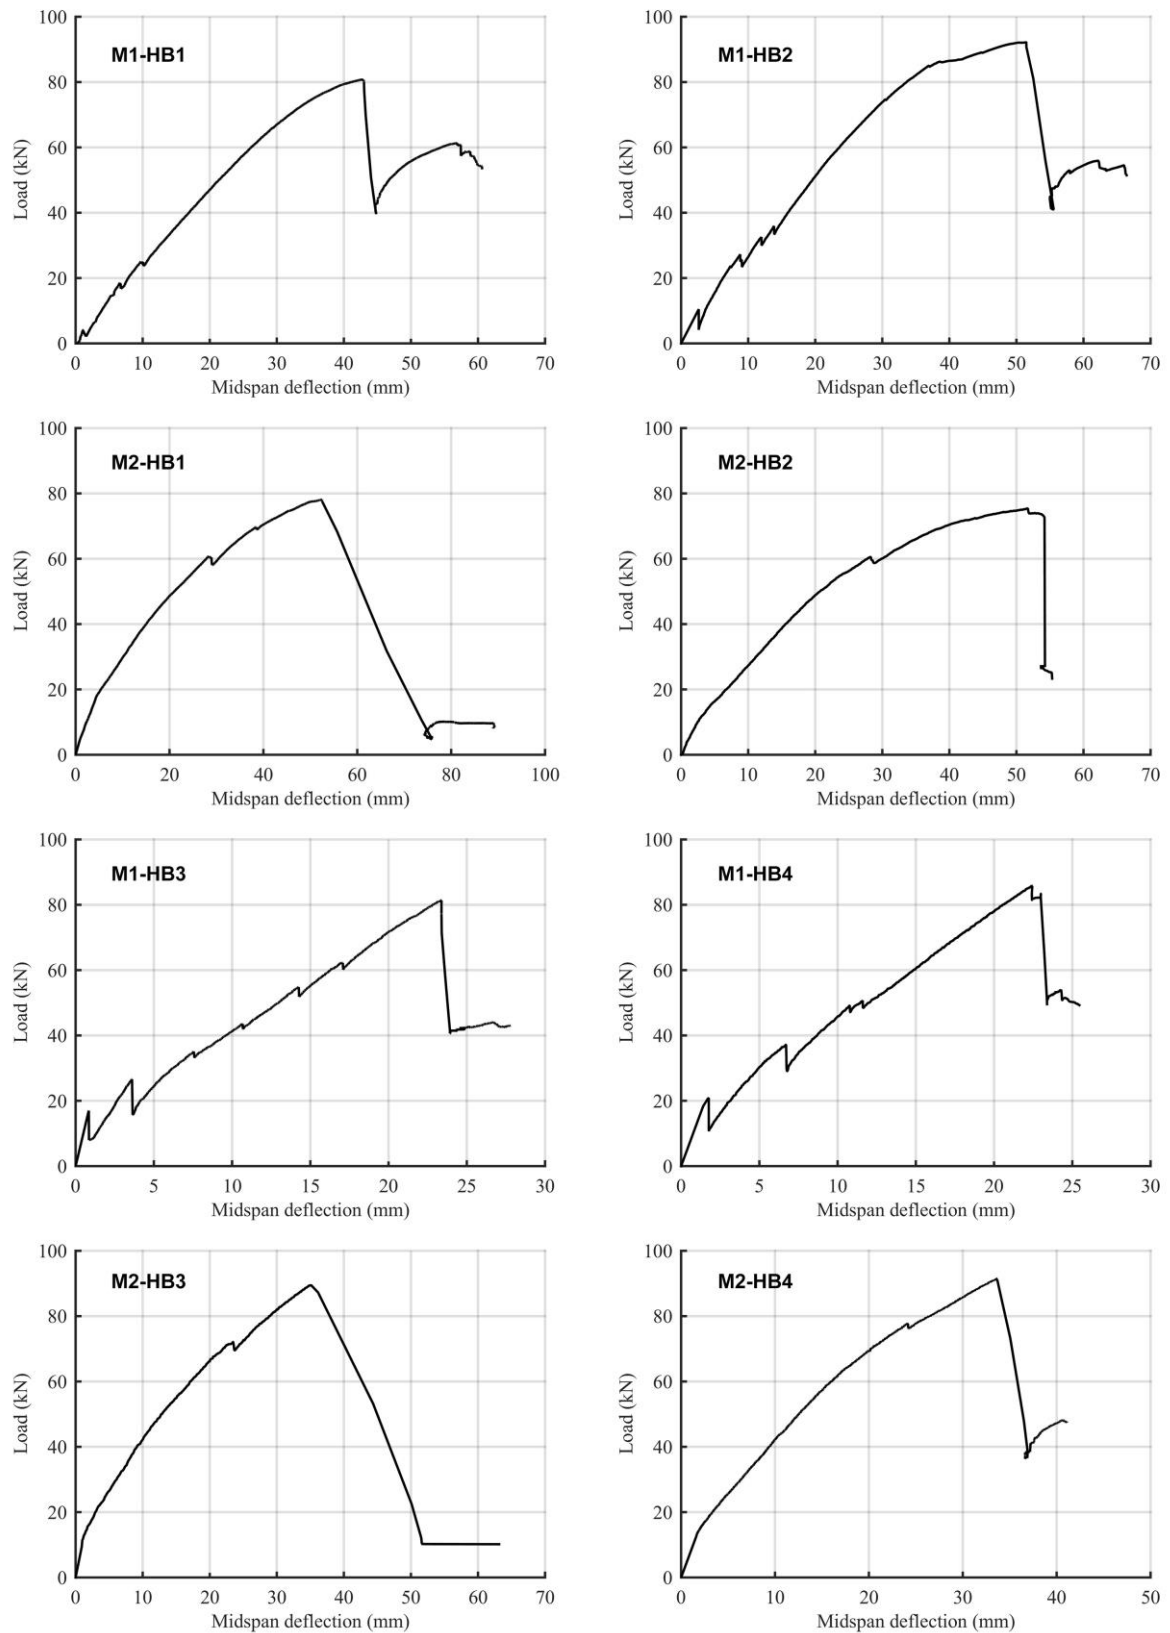 M1-HB1
Load (kN)
100
80
60
40
20
0
0 10 20 30 40 50 60 70
Midspan deflection (mm)
M1-HB2
Load (kN)
100
80
60
40
20
0
0 10 20 30 40 50 60 70
Midspan deflection (mm)
M2-HB1
Load (kN)
100
80
60
40
20
0
0 20 40 60 80 100
Midspan deflection (mm)
M2-HB2
Load (kN)
100
80
60
40
20
0
0 10 20 30 40 50 60 70
Midspan deflection (mm)
M1-HB3
Load (kN)
100
80
60
40
20
0
0 5 10 15 20 25 30
Midspan deflection (mm)
M1-HB4
Load (kN)
100
80
60
40
20
0
0 5 10 15 20 25 30
Midspan deflection (mm)
M2-HB3
Load (kN)
100
80
60
40
20
0
0 10 20 30 40 50 60 70
Midspan deflection (mm)
M2-HB4
Load (kN)
100
80
60
40
20
0
0 10 20 30 40 50
Midspan deflection (mm)